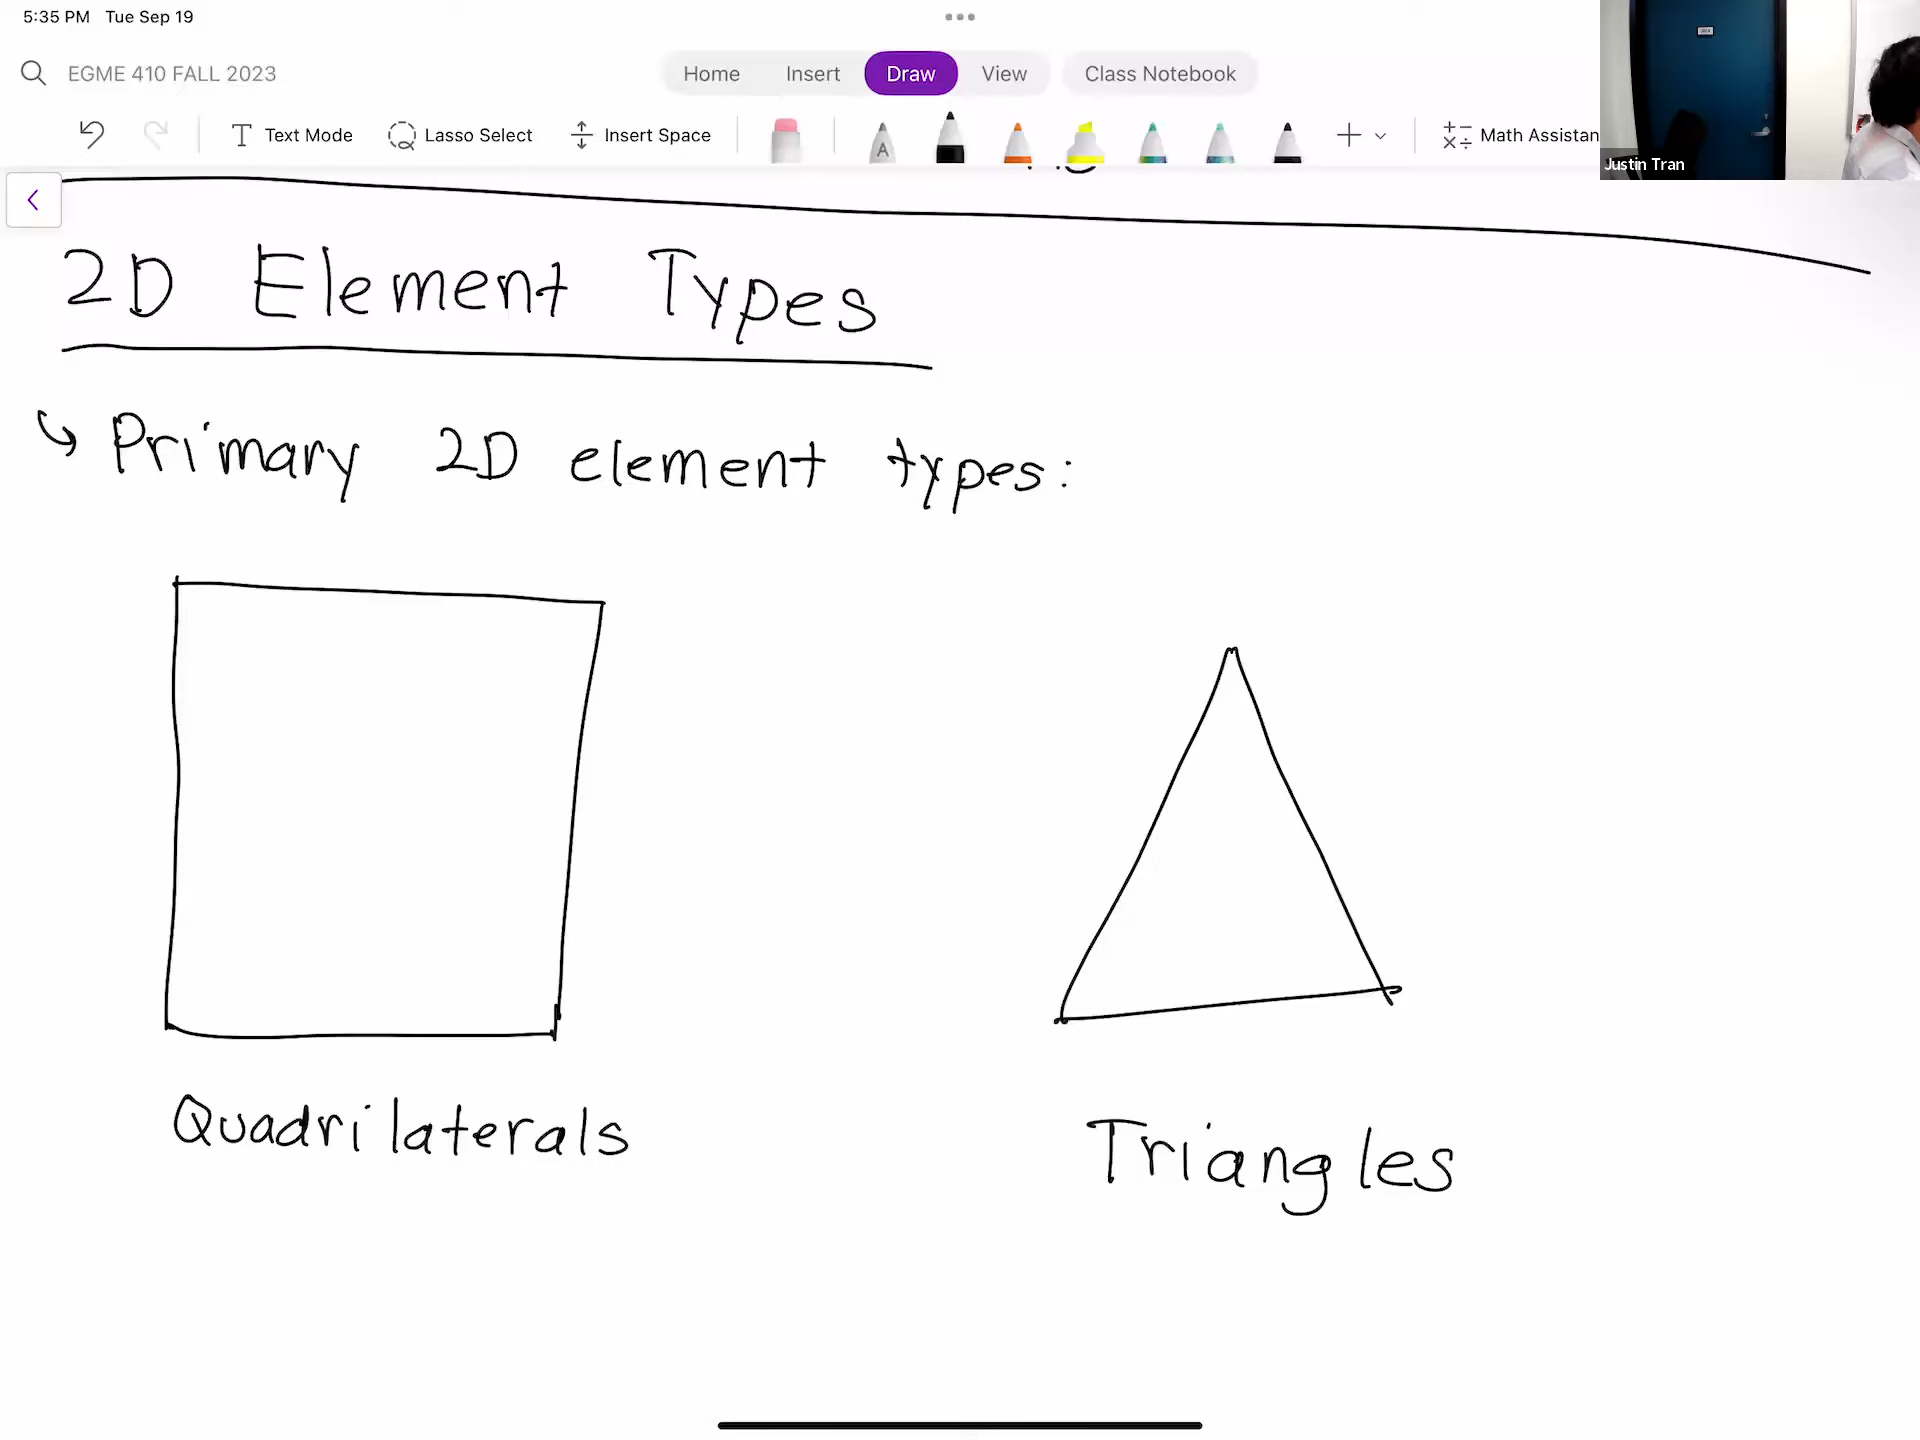 5:35 PM Tue Sep 19
EGME 410 FALL 2023
Home Insert Draw View Class Notebook
Text Mode Lasso Select Insert Space A Math Assistan
Justin Tran
2D Element Types
Primary 2D element types:
Quadrilaterals
Triangles